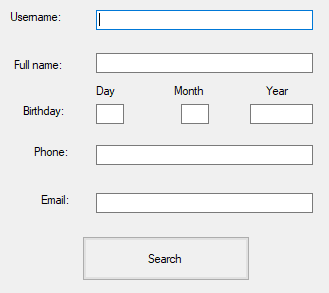 Username:
Full name:
Day Month Year
Birthday:
Phone:
Email:
Search